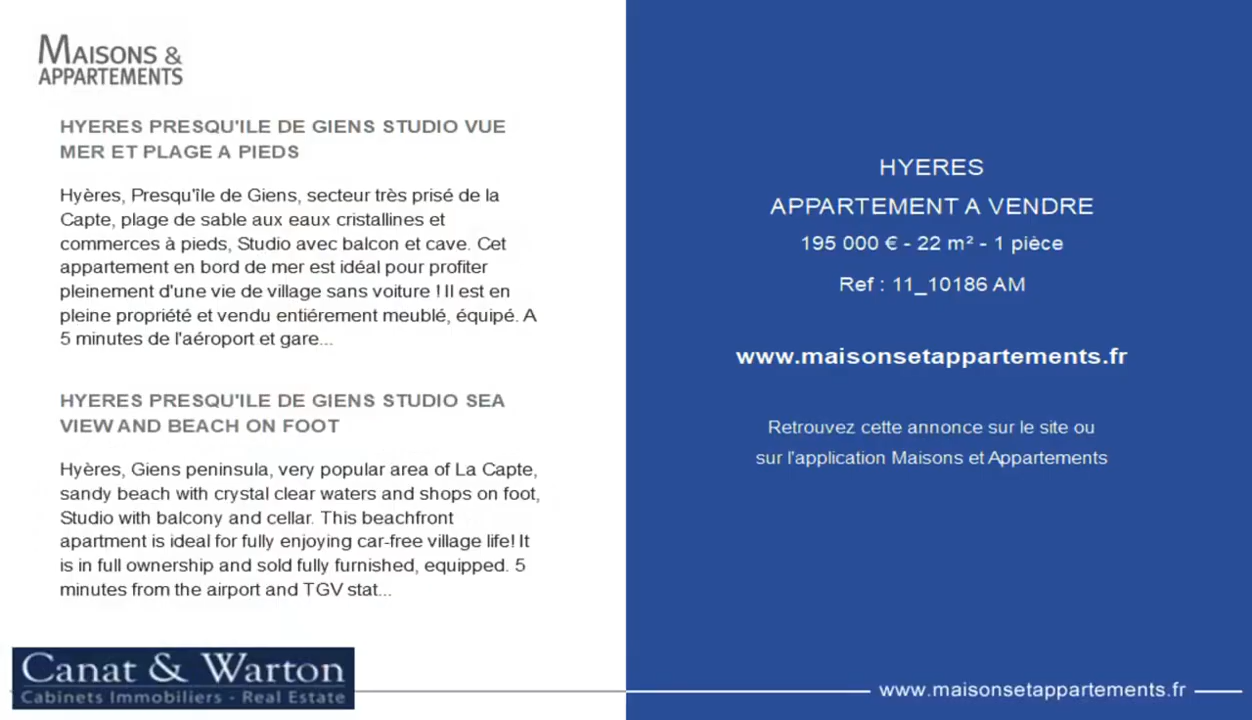 MAISONS &
APPARTEMENTS
HYERES PRESQU'ILE DE GIENS STUDIO VUE
MER ET PLAGE A PIEDS
Hyères, Presqu'île de Giens, secteur très prisé de la
Capte, plage de sable aux eaux cristallines et
commerces à pieds, Studio avec balcon et cave. Cet
appartement en bord de mer est idéal pour profiter
pleinement d'une vie de village sans voiture ! Il est en
pleine propriété et vendu entiérement meublé, équipé. A
5 minutes de l'aéroport et gare...
HYERES PRESQU'ILE DE GIENS STUDIO SEA
VIEW AND BEACH ON FOOT
Hyères, Giens peninsula, very popular area of La Capte,
sandy beach with crystal clear waters and shops on foot,
Studio with balcony and cellar. This beachfront
apartment is ideal for fully enjoying car-free village life! It
is in full ownership and sold fully furnished, equipped. 5
minutes from the airport and TGV stat...
Canat & Warton
Cabinets Immobiliers - Real Estate
HYERES
APPARTEMENT A VENDRE
195 000 € - 22 m² - 1 pièce
Ref : 11_10186 AM
www.maisonsetappartements.fr
Retrouvez cette annonce sur le site ou
sur l'application Maisons et Appartements
www.maisonsetappartements.fr